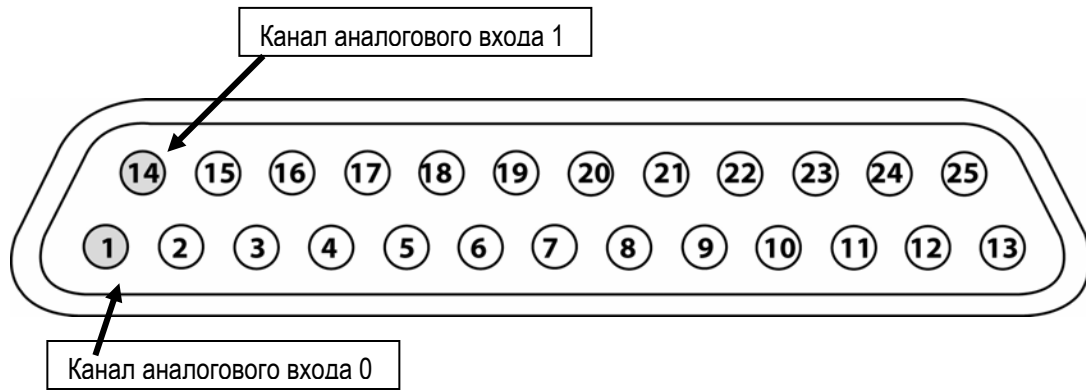 Канал аналогового входа 1
14 15 16 17 18 19 20 21 22 23 24 25
1 2 3 4 5 6 7 8 9 10 11 12 13
Канал аналогового входа 0